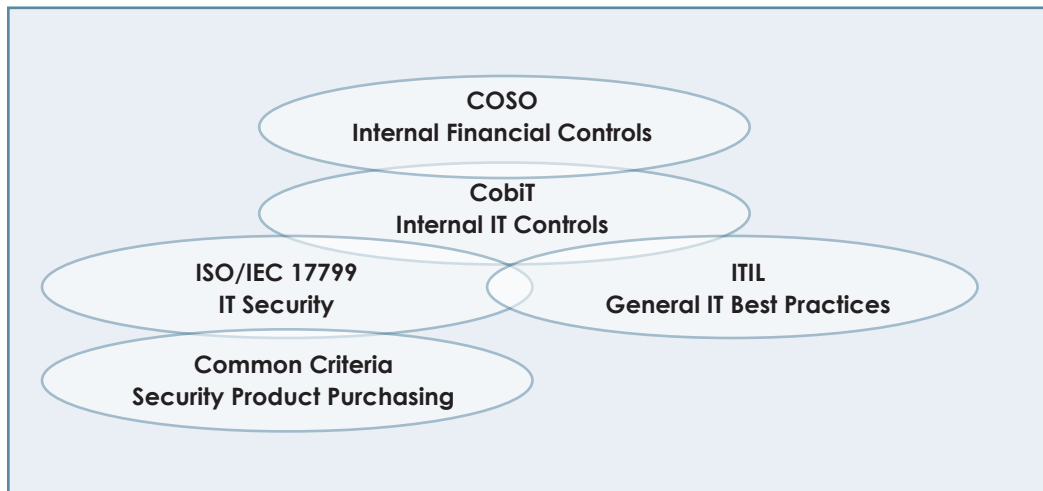 COSO
Internal Financial Controls
CobiT
Internal IT Controls
ISO/IEC 17799
IT Security
ITIL
General IT Best Practices
Common Criteria
Security Product Purchasing